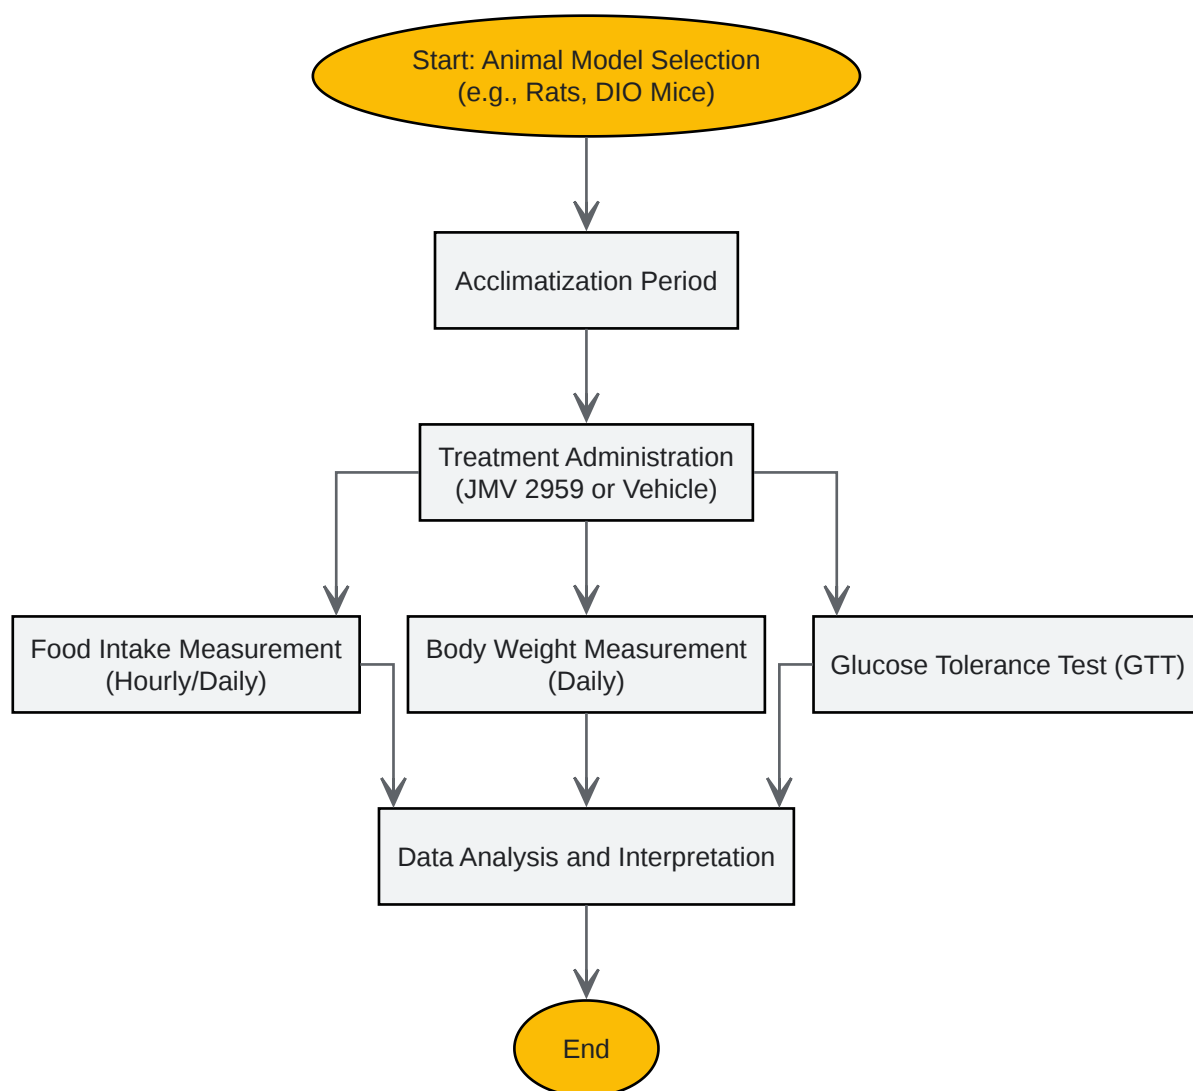 Start: Animal Model Selection
(e.g., Rats, DIO Mice)
Acclimatization Period
Treatment Administration
(JMV 2959 or Vehicle)
Food Intake Measurement
(Hourly/Daily)
Body Weight Measurement
(Daily)
Glucose Tolerance Test (GTT)
Data Analysis and Interpretation
End